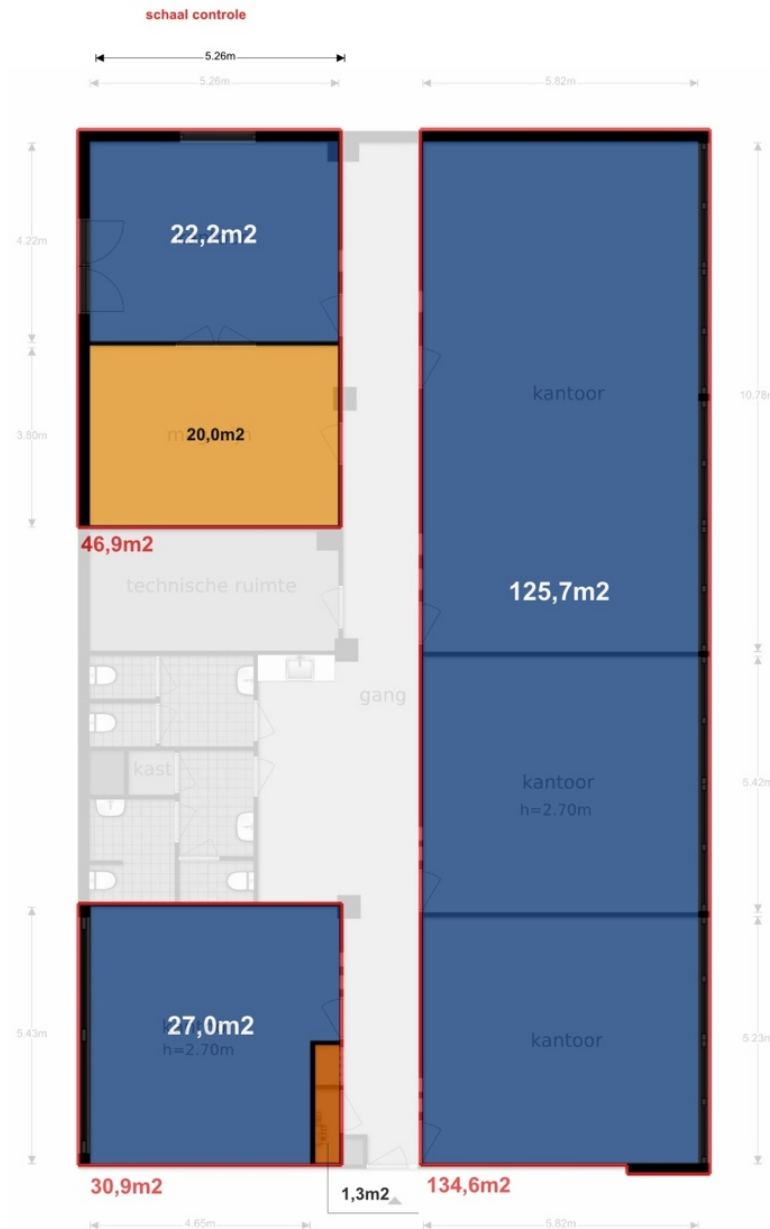 schaal controle
5.26m
5.26m
5.82m
22,2m2
4.22m
kantoor
10.78m
3.80m
20,0m2
46,9m2
technische ruimte
125,7m2
gang
kast
kantoor
h=2.70m
5.42m
27,0m2
h=2.70m
5.43m
kantoor
5.23m
30,9m2
1,3m2
134,6m2
4.65m
5.82m